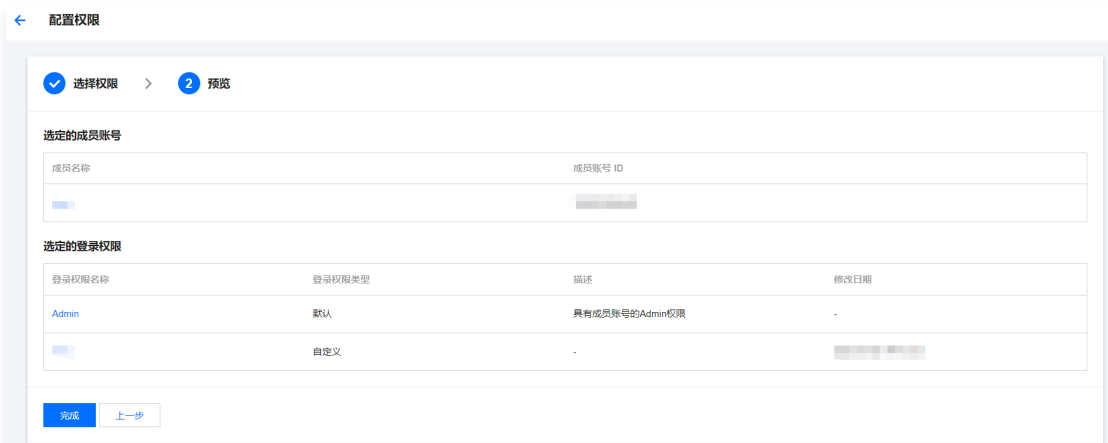 配置权限
选择权限 2 预览
选定的成员账号
成员名称 成员账号 ID
选定的登录权限
登录权限名称 登录权限类型 描述 修改日期
Admin 默认 具有成员账号的Admin权限 -
自定义 -
完成 上一步